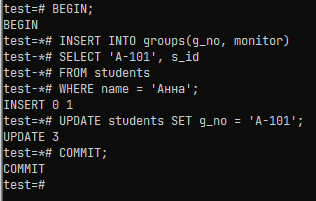 test=# BEGIN;
BEGIN
test=*# INSERT INTO groups(g_no, monitor)
test=*# SELECT 'A-101', s_id
test=*# FROM students
test=*# WHERE name = 'Анна';
INSERT 0 1
test=*# UPDATE students SET g_no = 'A-101';
UPDATE 3
test=*# COMMIT;
COMMIT
test=#